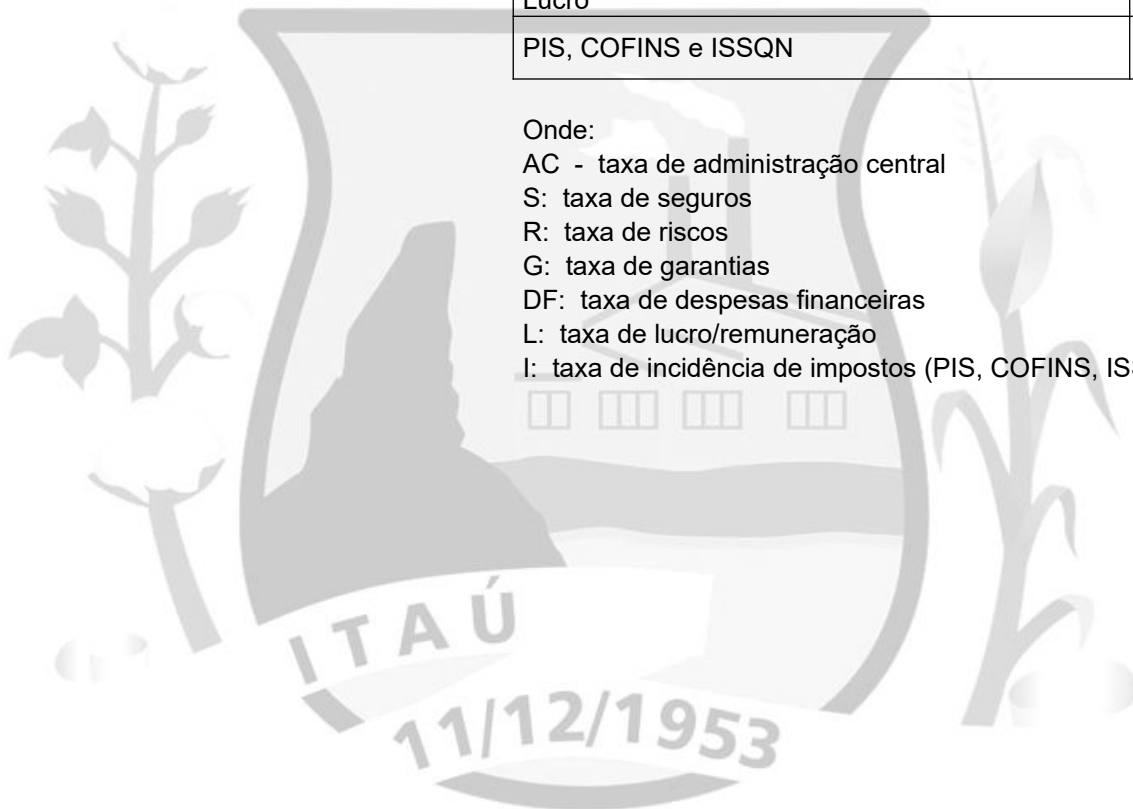 Lucro
PIS, COFINS e ISSQN
Onde:
AC - taxa de administração central
S: taxa de seguros
R: taxa de riscos
G: taxa de garantias
DF: taxa de despesas financeiras
L: taxa de lucro/remuneração
I: taxa de incidência de impostos (PIS, COFINS,
ITAÚ
11/12/1953